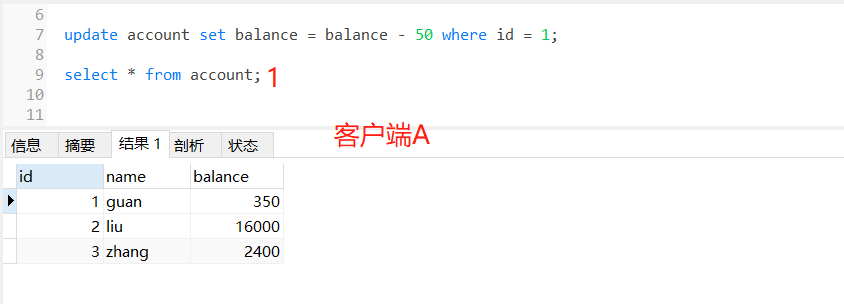 6
7 update account set balance = balance - 50 where id = 1;
8
9 select * from account; 1
10
11
客户端A
信息 摘要 结果 1 剖析 状态
id name balance
1 guan 350
2 liu 16000
3 zhang 2400